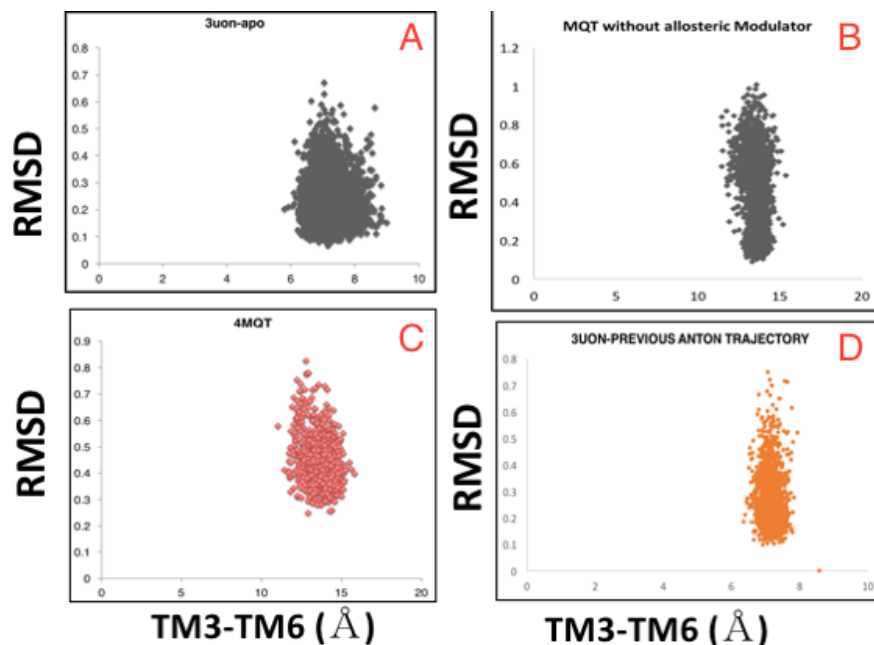 3uon-apo
A
RMSD
0.8
0.7
0.6
0.5
0.4
0.3
0.2
0.1
0
0 2 4 6 8 10
MQT without allosteric Modulator
B
RMSD
1.2
1
0.8
0.6
0.4
0.2
0
0 5 10 15 20
4MQT
C
RMSD
0.9
0.8
0.7
0.6
0.5
0.4
0.3
0.2
0.1
0
0 5 10 15 20
TM3-TM6 (Å)
3UON-PREVIOUS ANTON TRAJECTORY
D
RMSD
0.8
0.7
0.6
0.5
0.4
0.3
0.2
0.1
0
0 2 4 6 8 10
TM3-TM6 (Å)